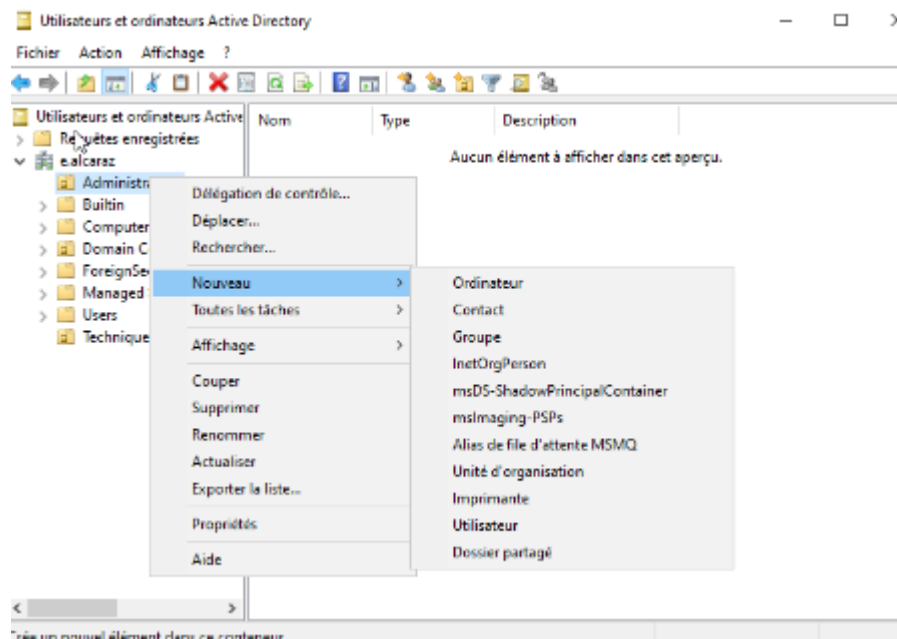 Utilisateurs et ordinateurs Active Directory
Fichier Action Affichage ?
Utilisateurs et ordinateurs Active
Nom Type Description
Requêtes enregistrées
Aucun élément à afficher dans cet aperçu.
e.alcaraz
Administra
Builtin
Computer
Domain C
ForeignSe
Managed
Users
Technique
Délégation de contrôle...
Déplacer...
Rechercher...
Nouveau
Toutes les tâches
Affichage
Couper
Supprimer
Renommer
Actualiser
Exporter la liste...
Propriétés
Aide
Ordinateur
Contact
Groupe
InetOrgPerson
msDS-ShadowPrincipalContainer
msImaging-PSPs
Alias de file d'attente MSMQ
Unité d'organisation
Imprimante
Utilisateur
Dossier partagé
Crée un nouvel élément dans ce conteneur